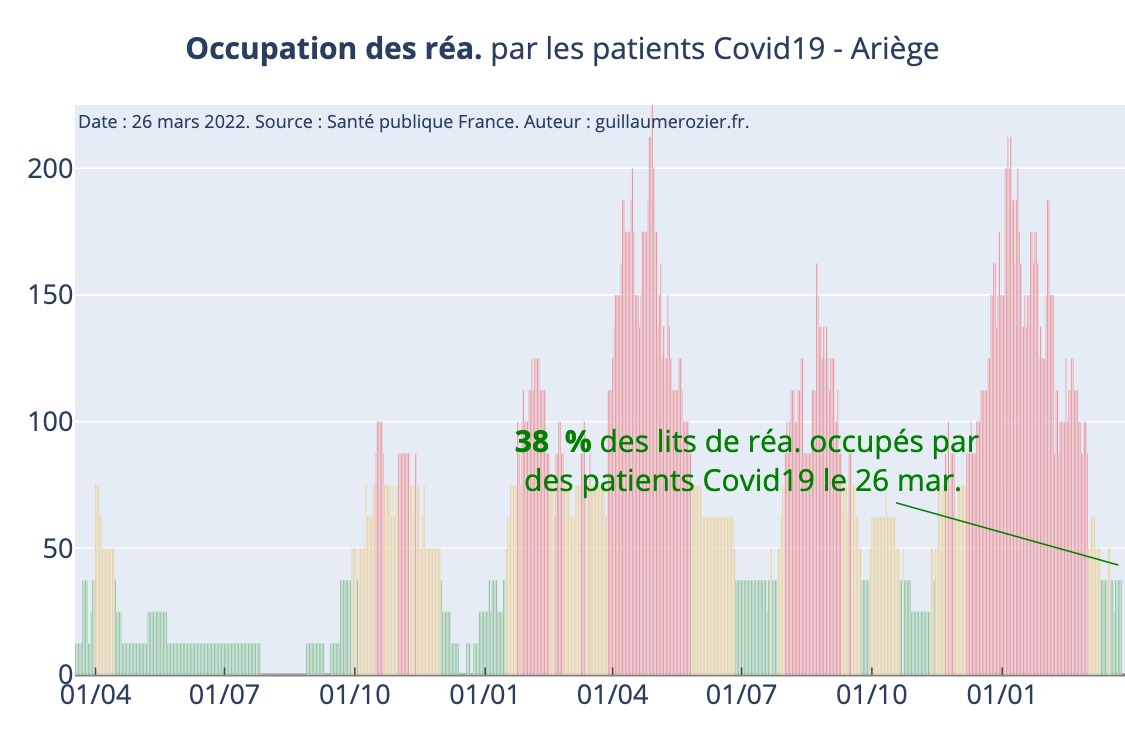 Occupation des réa. par les patients Covid19 - Ariège
Date : 26 mars 2022. Source : Santé publique France. Auteur : guillaumerozier.fr.
200
150
100
38 % des lits de réa. occupés par
des patients Covid19 le 26 mar.
50
0
01/04 01/07 01/10 01/01 01/04 01/07 01/10 01/01